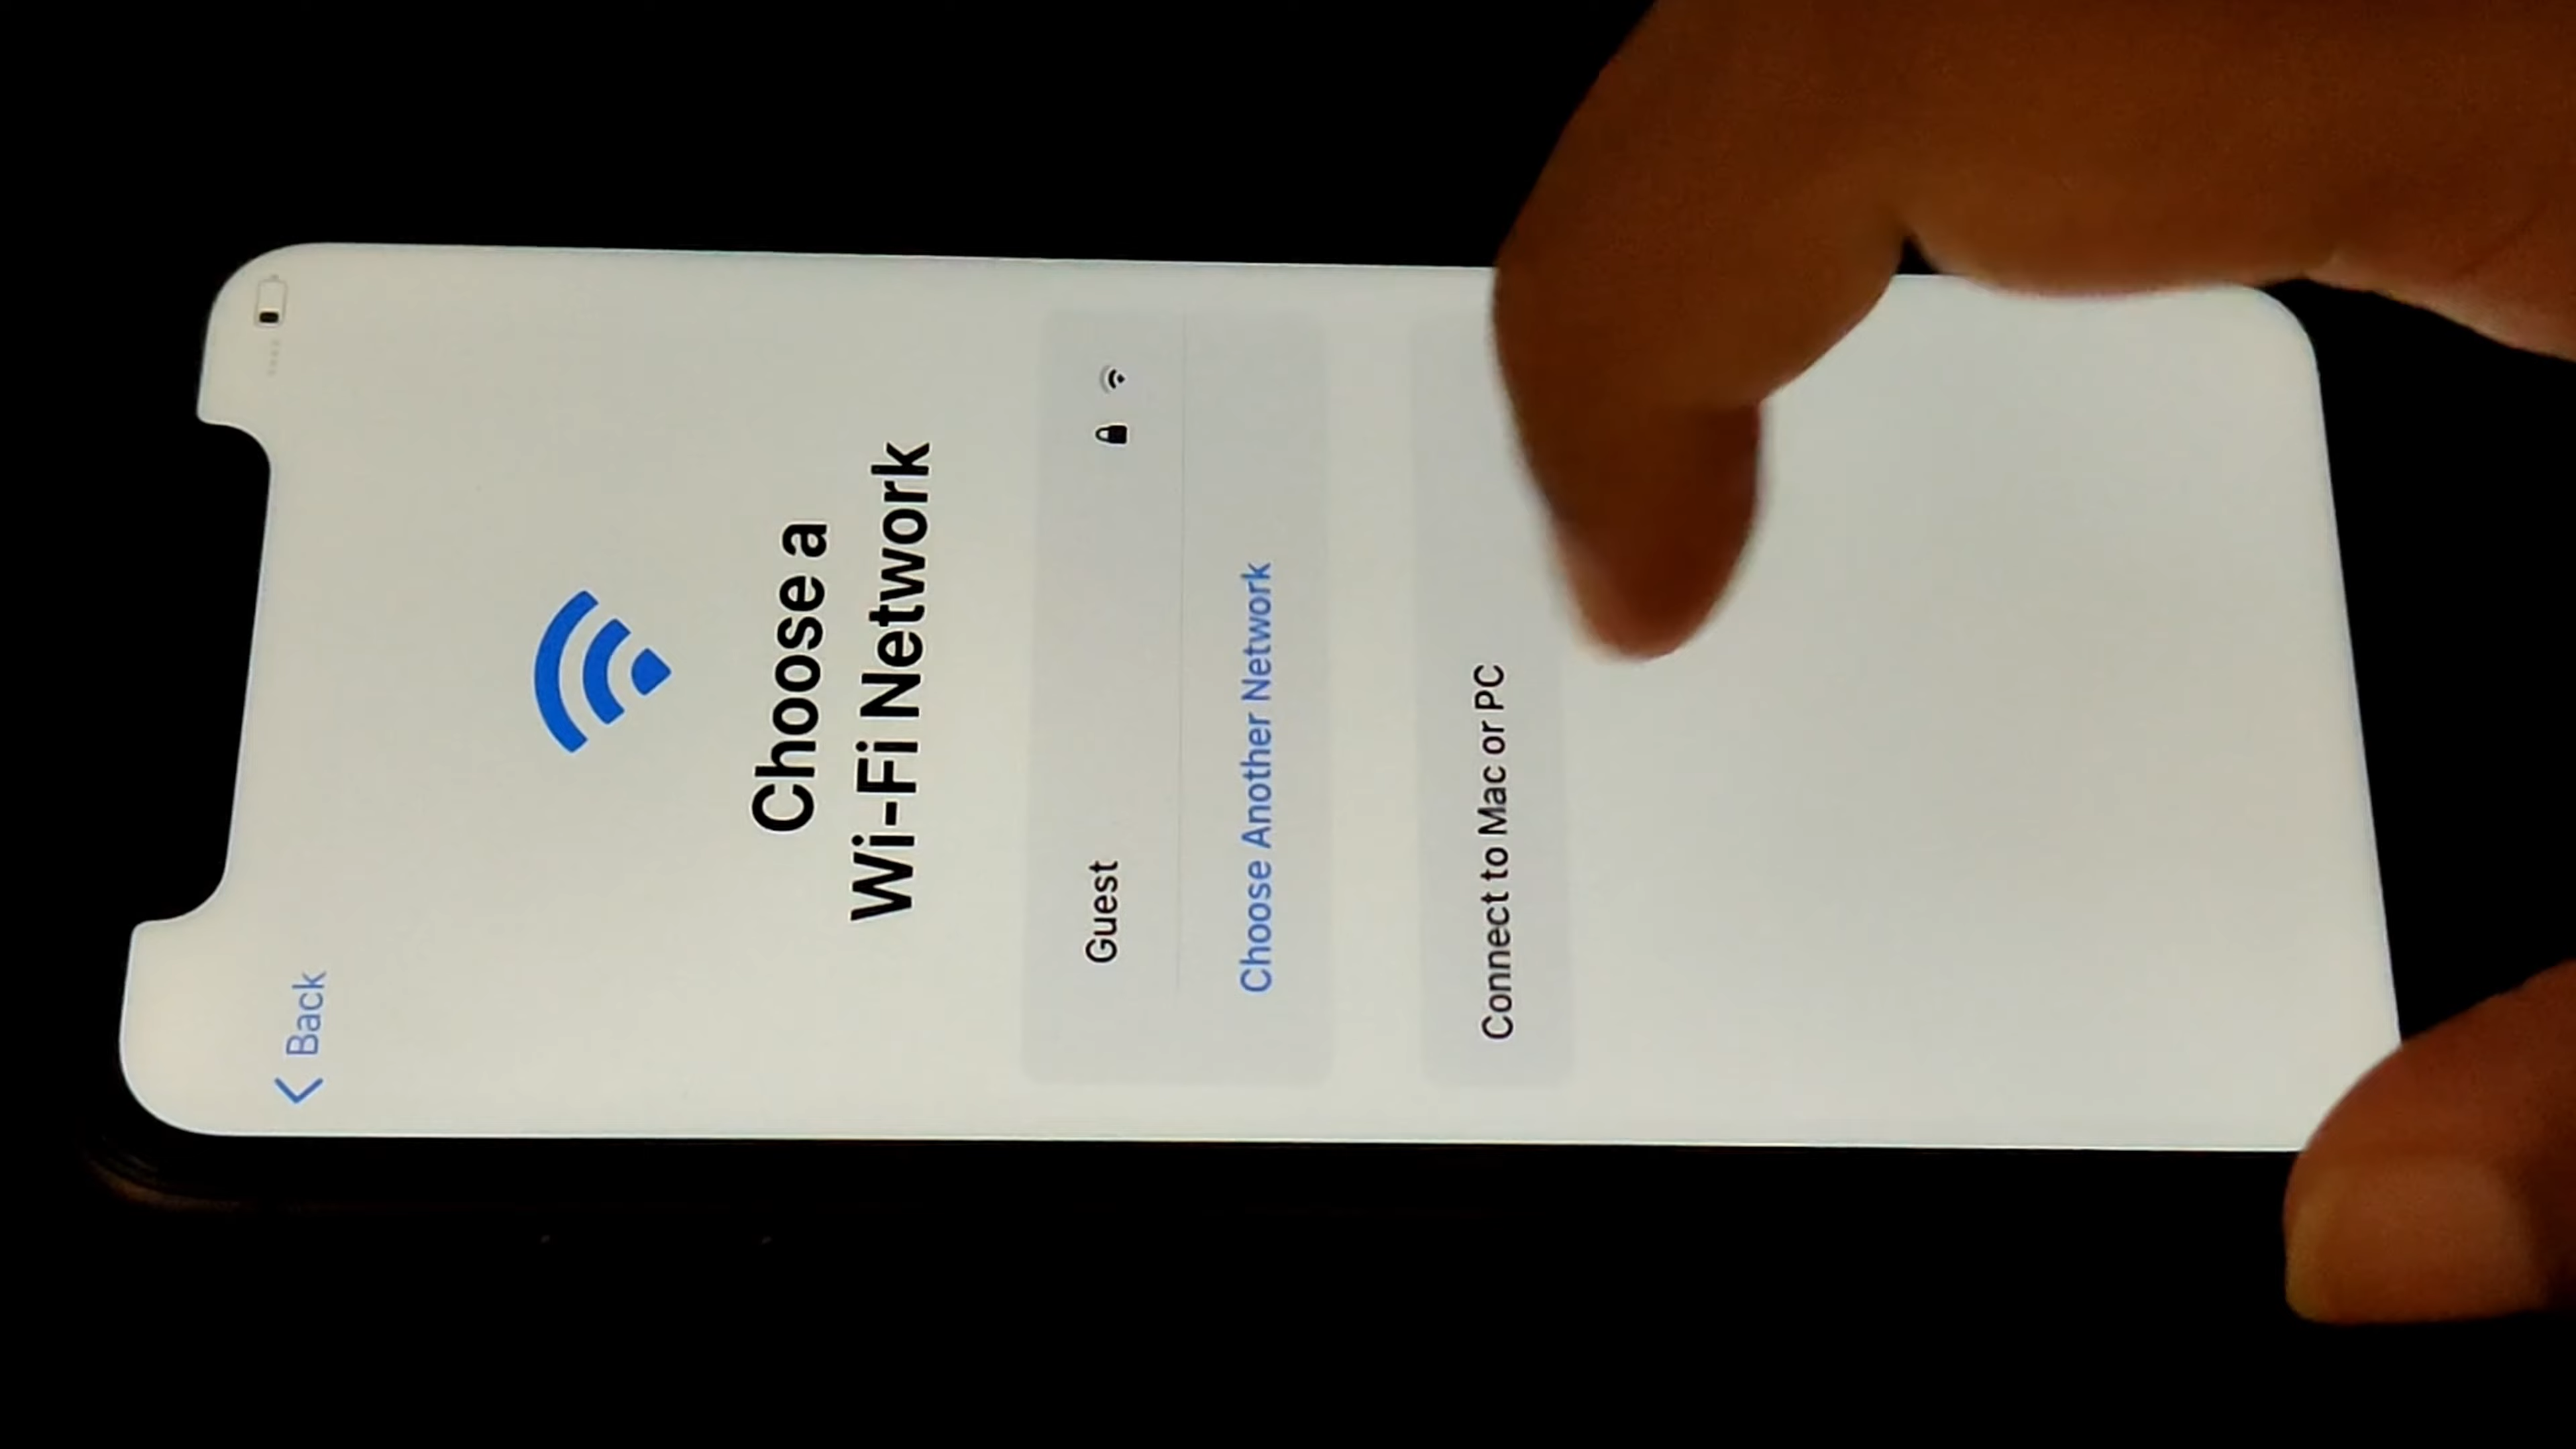 Back
Choose a
Wi-Fi Network
Guest
Choose Another Network
Connect to Mac or PC